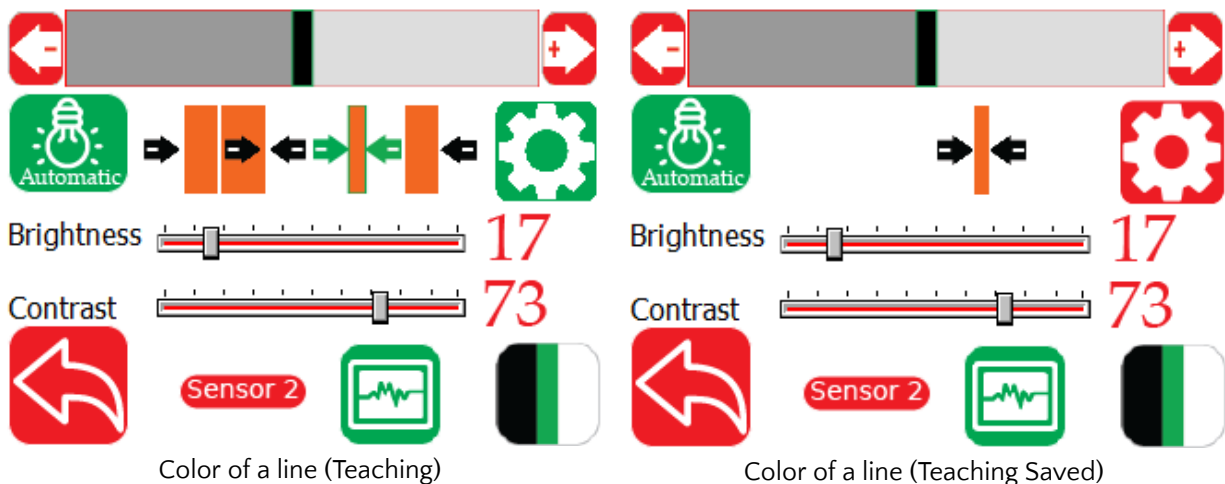 - +
Automatic
Brightness 17
Contrast 73
Sensor 2
Color of a line (Teaching)
- +
Automatic
Brightness 17
Contrast 73
Sensor 2
Color of a line (Teaching Saved)